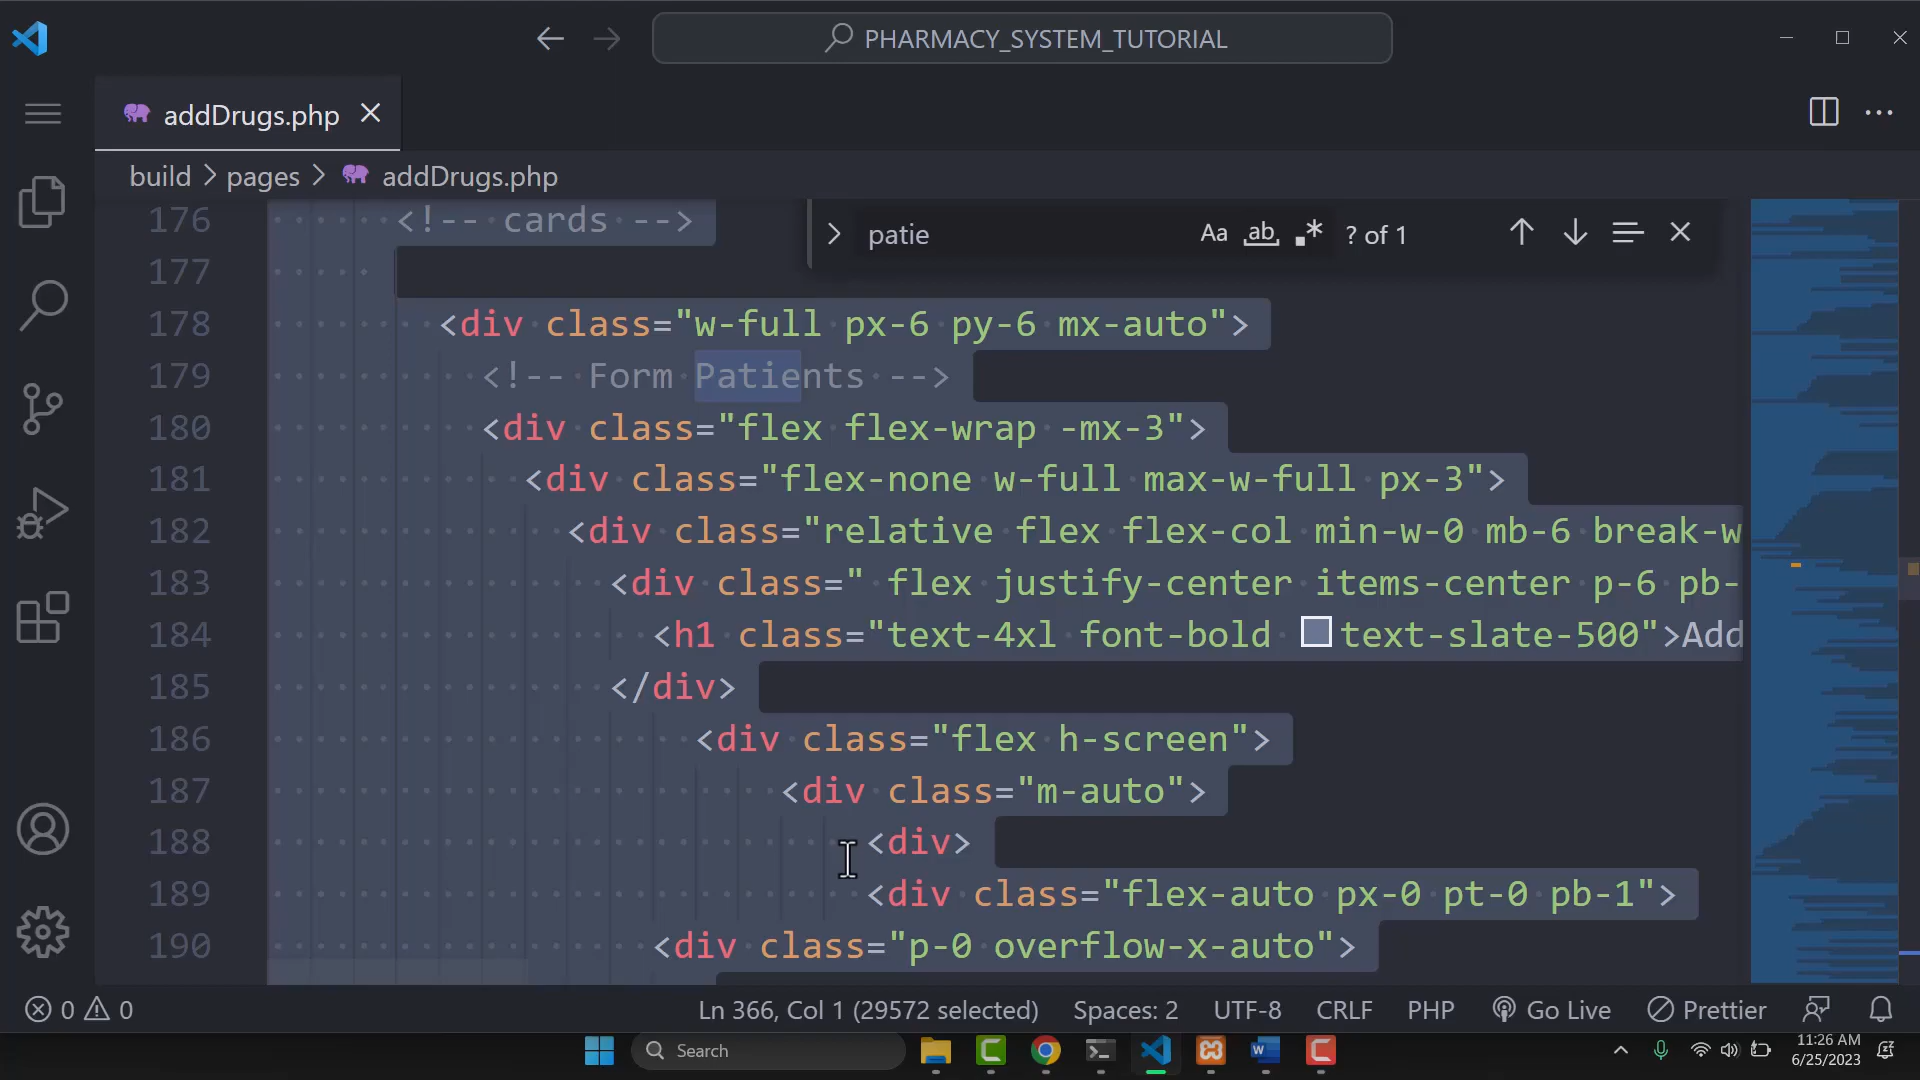 PHARMACY_SYSTEM_TUTORIAL
addDrugs.php
build > pages > addDrugs.php
patie Aa ab .* ? of 1
176 <!-- cards -->
177
178 <div class="w-full px-6 py-6 mx-auto">
179 <!-- Form Patients -->
180 <div class="flex flex-wrap -mx-3">
181 <div class="flex-none w-full max-w-full px-3">
182 <div class="relative flex flex-col min-w-0 mb-6 break-w
183 <div class=" flex justify-center items-center p-6 pb-
184 <h1 class="text-4xl font-bold text-slate-500">Add
185 </div>
186 <div class="flex h-screen">
187 <div class="m-auto">
188 <div>
189 <div class="flex-auto px-0 pt-0 pb-1">
190 <div class="p-0 overflow-x-auto">
0 0 Ln 366, Col 1 (29572 selected) Spaces: 2 UTF-8 CRLF PHP Go Live Prettier
Search
11:26 AM
6/25/2023